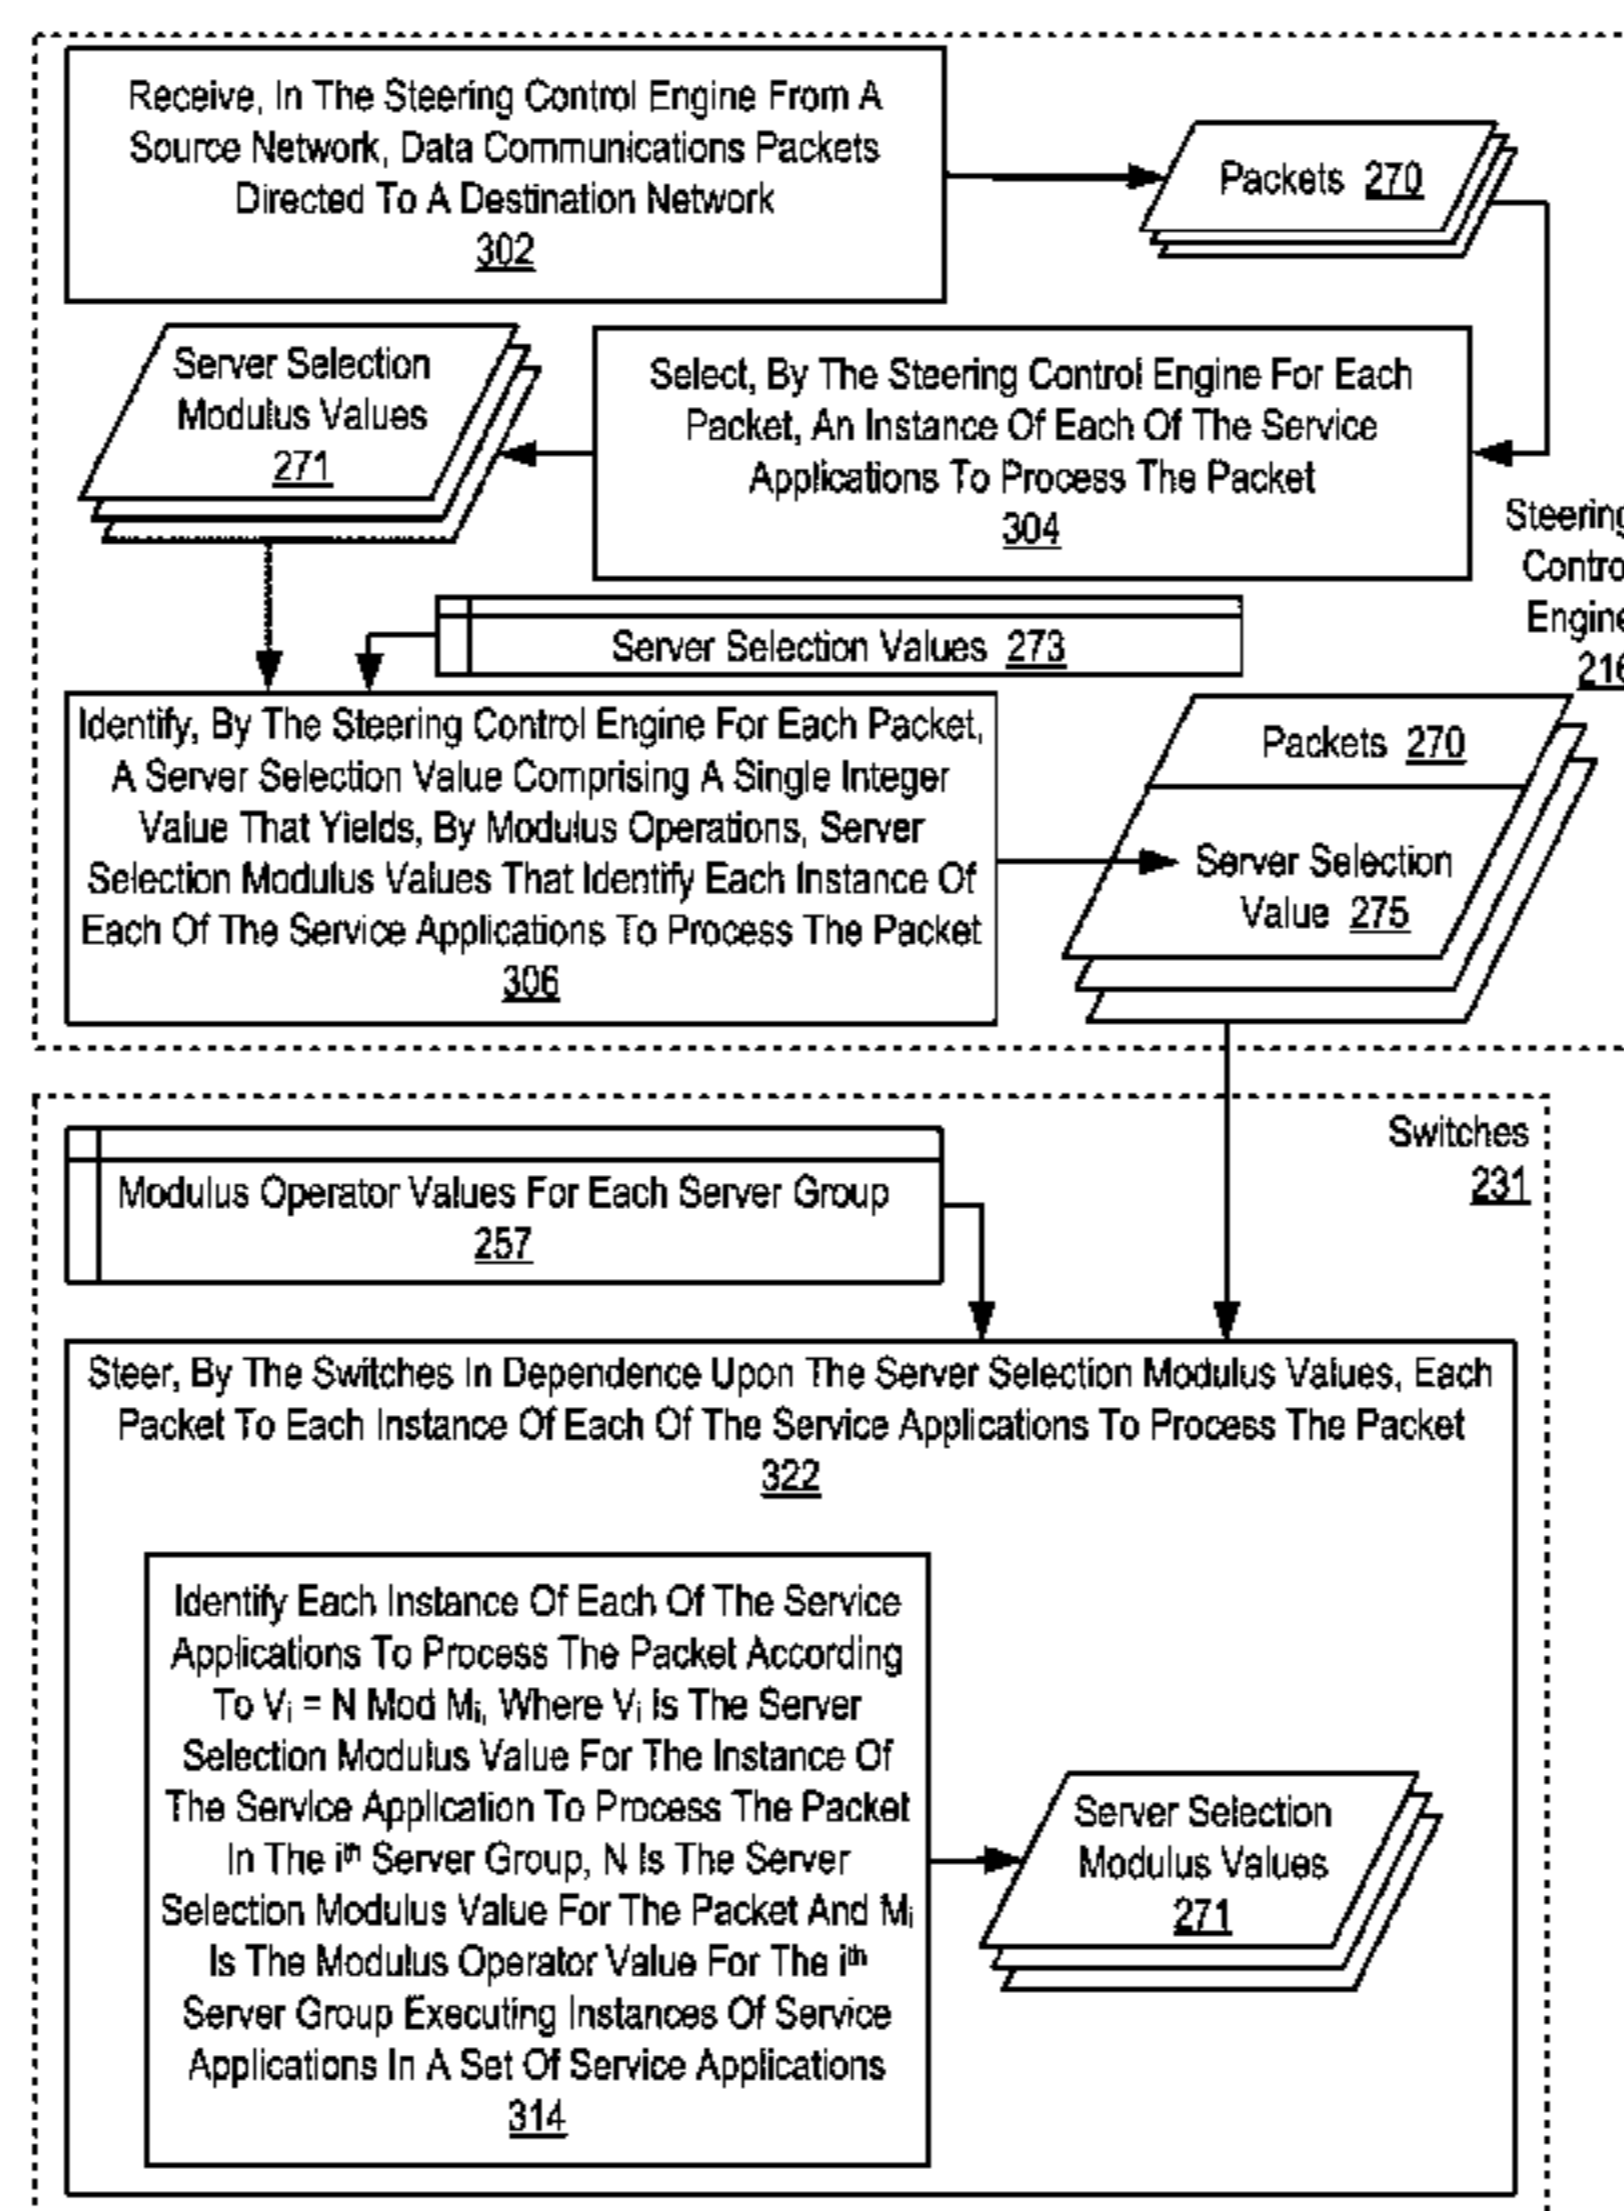 Receive, In The Steering Control Engine From A
Source Network, Data Communications Packets
Directed To A Destination Network
302
Packets 270
Server Selection
Modulus Values
271
Select, By The Steering Control Engine For Each
Packet, An Instance Of Each Of The Service
Applications To Process The Packet
304
Steering
Contro
Engine
216
Server Selection Values 273
Identify, By The Steering Control Engine For Each Packet,
A Server Selection Value Comprising A Single Integer
Value That Yields, By Modulus Operations, Server
Selection Modulus Values That Identify Each Instance Of
Each Of The Service Applications To Process The Packet
306
Packets 270
Server Selection
Value 275
Switches
231
Modulus Operator Values For Each Server Group
257
Steer, By The Switches In Dependence Upon The Server Selection Modulus Values, Each
Packet To Each Instance Of Each Of The Service Applications To Process The Packet
322
Identify Each Instance Of Each Of The Service
Applications To Process The Packet According
To Vi = N Mod Mi, Where Vi Is The Server
Selection Modulus Value For The Instance Of
The Service Application To Process The Packet
In The ith Server Group, N Is The Server
Selection Modulus Value For The Packet And Mi
Is The Modulus Operator Value For The ith
Server Group Executing Instances Of Service
Applications In A Set Of Service Applications
314
Server Selection
Modulus Values
271